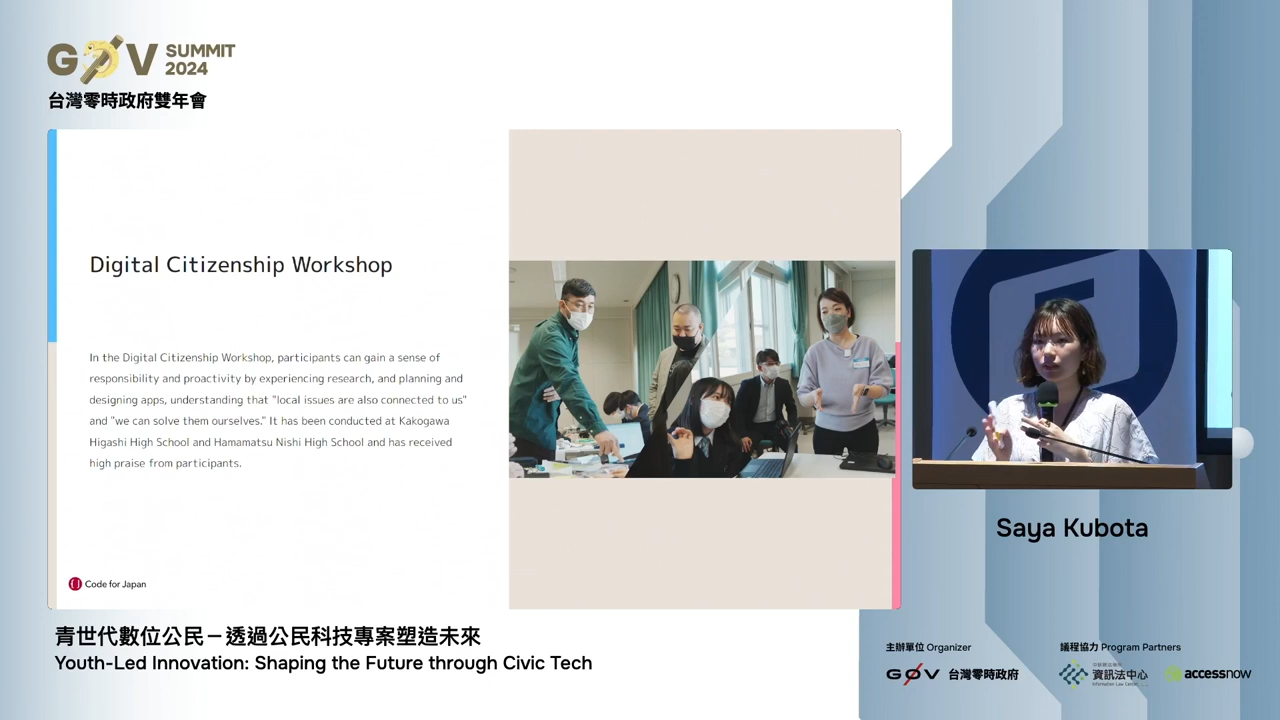 G0V SUMMIT 2024
台灣零時政府雙年會
Digital Citizenship Workshop
In the Digital Citizenship Workshop, participants can gain a sense of
responsibility and proactivity by experiencing research, and planning and
designing apps, understanding that "local issues are also connected to us"
and "we can solve them ourselves." It has been conducted at Kakogawa
Higashi High School and Hamamatsu Nishi High School and has received
high praise from participants.
Code for Japan
Saya Kubota
青世代數位公民－透過公民科技專案塑造未來
Youth-Led Innovation: Shaping the Future through Civic Tech
主辦單位 Organizer
G0V 台灣零時政府
議程協力 Program Partners
資訊法中心
Information Law Center
accessnow